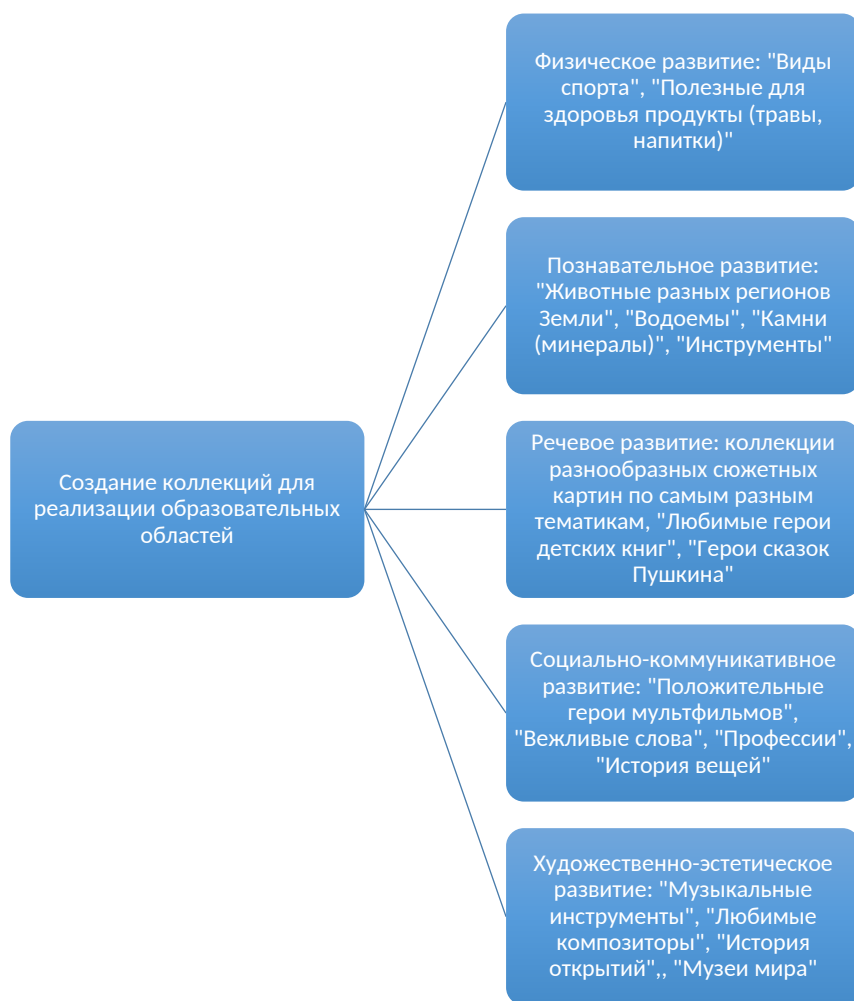 Создание коллекций для
реализации образовательных
областей
Физическое развитие: "Виды
спорта", "Полезные для
здоровья продукты (травы,
напитки)"
Познавательное развитие:
"Животные разных регионов
Земли", "Водоемы", "Камни
(минералы)", "Инструменты"
Речевое развитие: коллекции
разнообразных сюжетных
картин по самым разным
тематикам, "Любимые герои
детских книг", "Герои сказок
Пушкина"
Социально-коммуникативное
развитие: "Положительные
герои мультфильмов",
"Вежливые слова", "Профессии",
"История вещей"
Художественно-эстетическое
развитие: "Музыкальные
инструменты", "Любимые
композиторы", "История
открытий",, "Музеи мира"